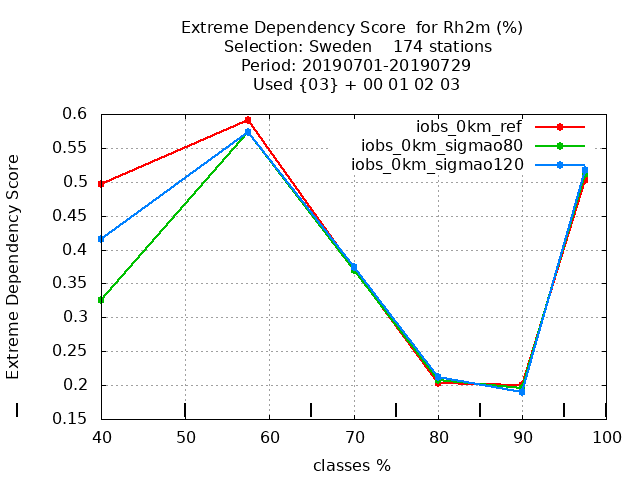 Extreme Dependency Score  for Rh2m (%)
Selection: Sweden    174 stations
Period: 20190701-20190729
Used {03} + 00 01 02 03
0.6
0.55
0.5
0.45
0.4
0.35
0.3
0.25
0.2
0.15
Extreme Dependency Score
iobs_0km_ref
iobs_0km_sigmao80
iobs_0km_sigmao120
40 50 60 70 80 90 100
classes %